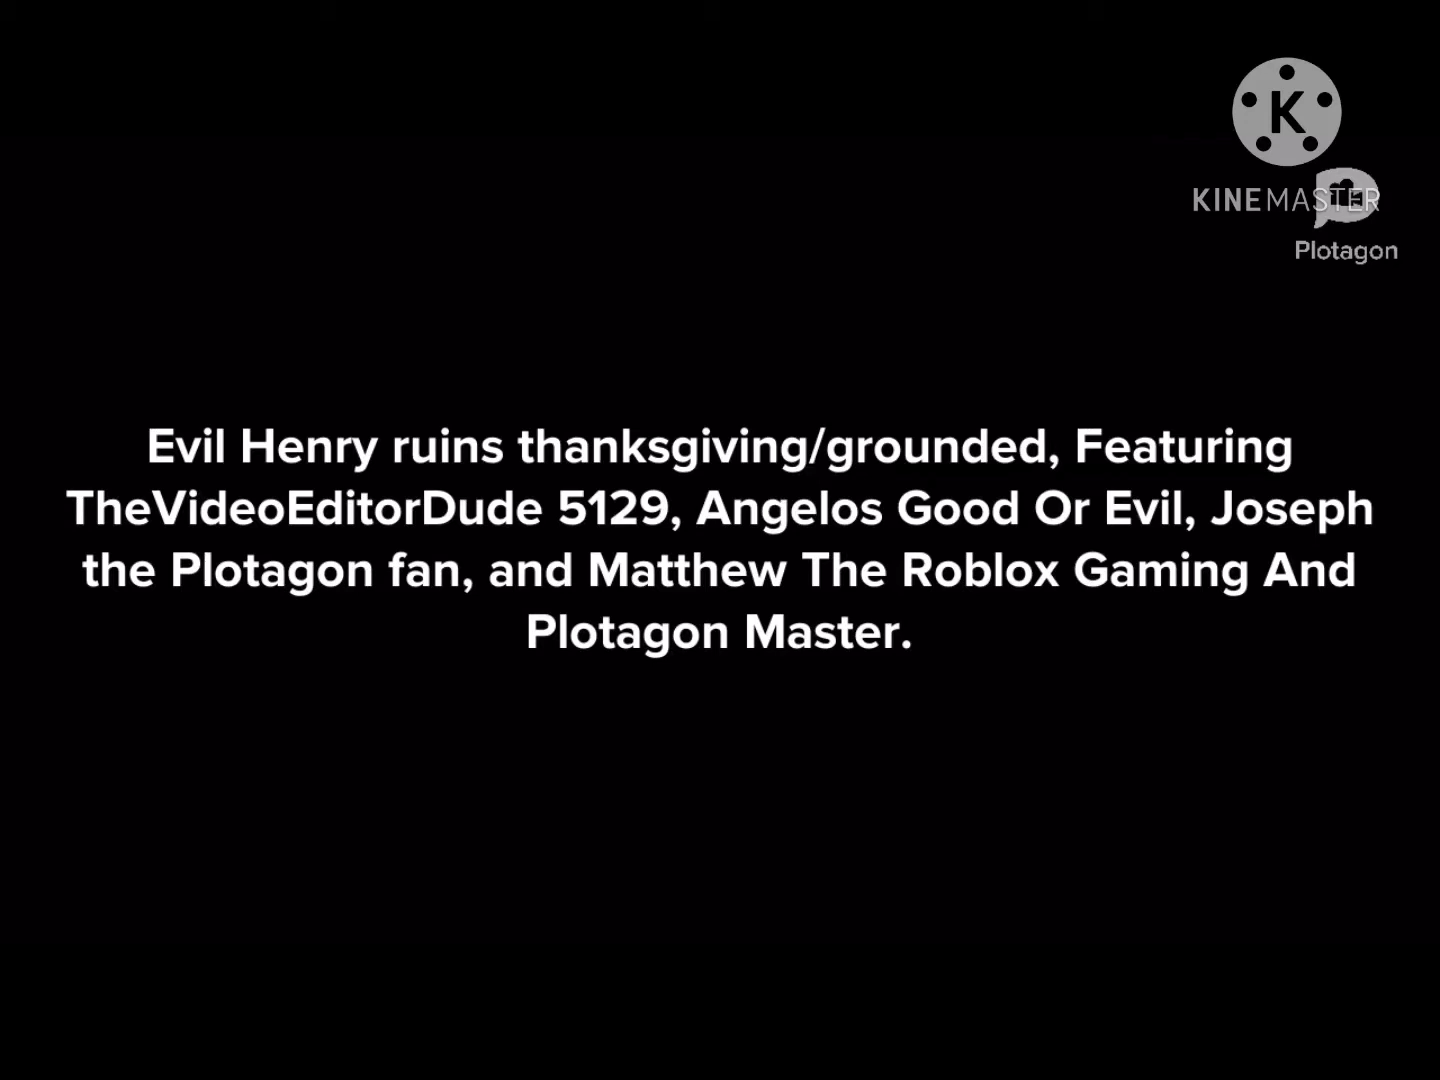 K
KINEMASTER
Plotagon
Evil Henry ruins thanksgiving/grounded, Featuring
TheVideoEditorDude 5129, Angelos Good Or Evil, Joseph
the Plotagon fan, and Matthew The Roblox Gaming And
Plotagon Master.